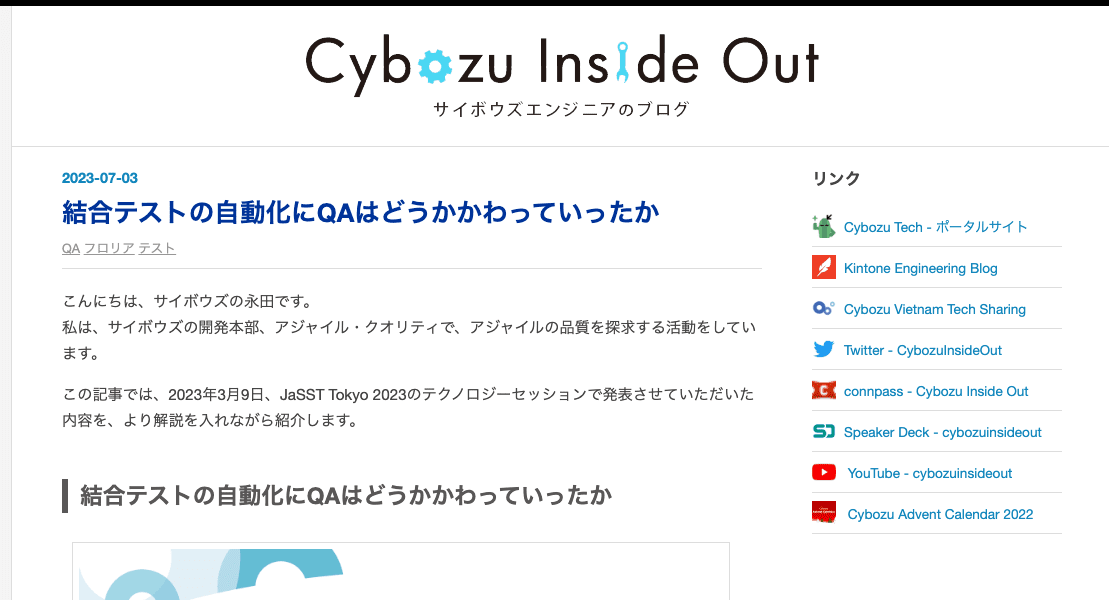 Cybozu Inside Out
サイボウズエンジニアのブログ
2023-07-03
結合テストの自動化にQAはどうかかわっていったか
QA フロリア テスト
こんにちは、サイボウズの永田です。
私は、サイボウズの開発本部、アジャイル・クオリティで、アジャイルの品質を探求する活動をしてい
ます。
この記事では、2023年3月9日、JaSST Tokyo 2023のテクノロジーセッションで発表させていただいた
内容を、より解説を入れながら紹介します。
結合テストの自動化にQAはどうかかわっていったか
リンク
Cybozu Tech - ポータルサイト
Kintone Engineering Blog
Cybozu Vietnam Tech Sharing
Twitter - CybozuInsideOut
connpass - Cybozu Inside Out
Speaker Deck - cybozuinsideout
YouTube - cybozuinsideout
Cybozu Advent Calendar 2022